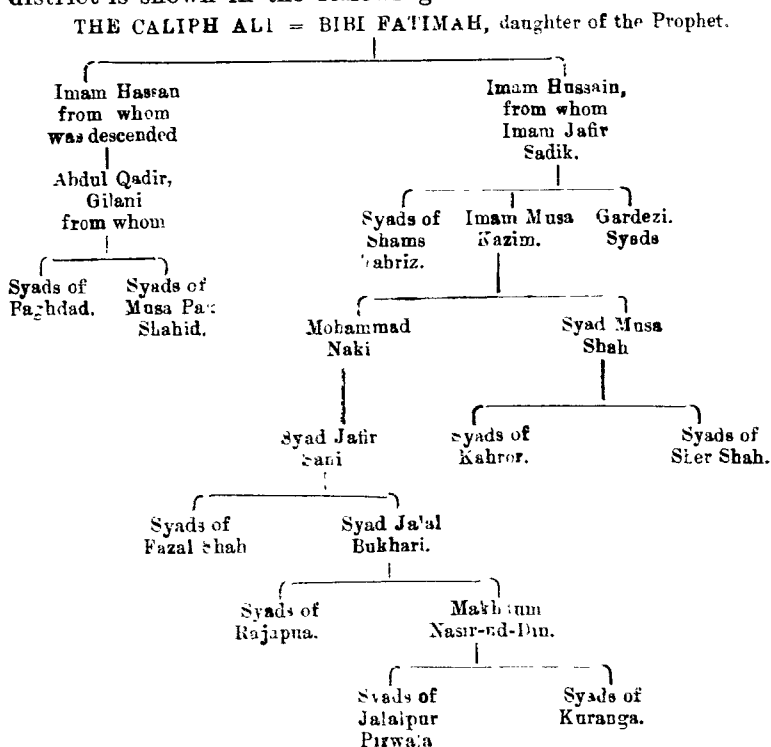 district is shown in the following
THE CALIPH ALI = BIBI FATIMAH, daughter of the Prophet.
Imam Hassan
from whom
was descended
Abdul Qadir,
Gilani
from whom
Syads of
Baghdad.
Syads of
Musa Pak
Shahid.
Imam Hussain,
from whom
Imam Jafir
Sadik.
Syads of
Shams
Tabriz.
Imam Musa
Kazim.
Gardezi.
Syads
Mohammad
Naki
Syad Musa
Shah
Syad Jafir
Sani
Syads of
Kahror.
Syads of
Sher Shah.
Syads of
Fazal Shah
Syad Jalal
Bukhari.
Syads of
Rajapua.
Makhdum
Nasir-ud-Din.
Syads of
Jalalpur
Pirwala
Syads of
Kuranga.